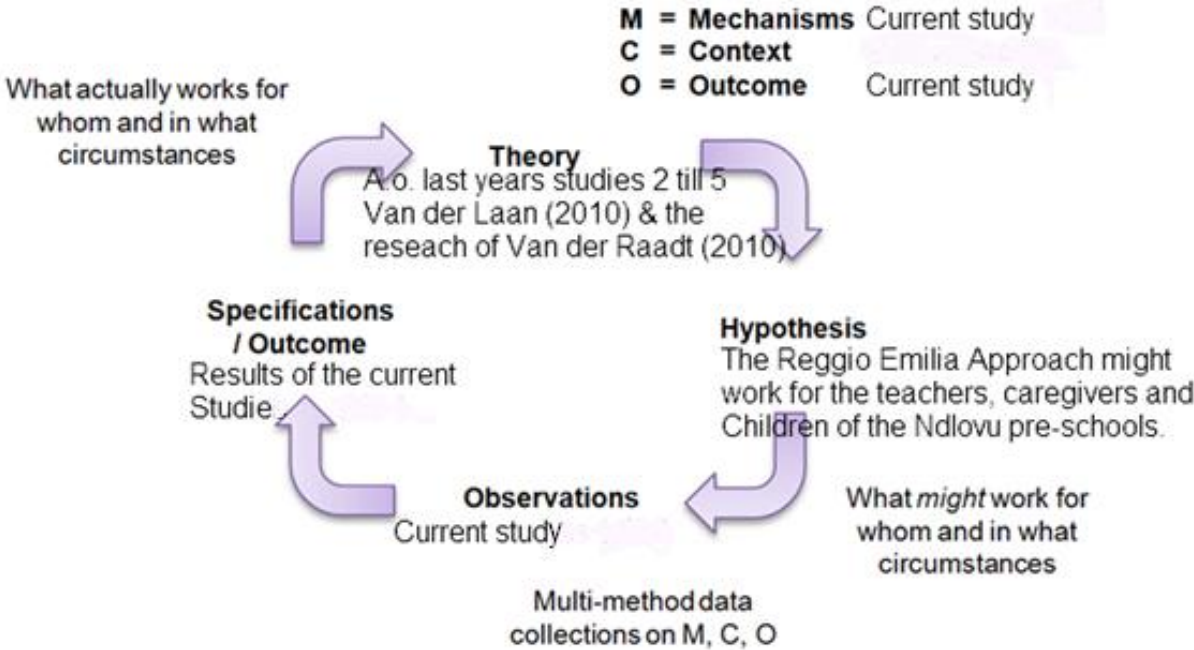 M = Mechanisms Current study
C = Context
O = Outcome Current study
What actually works for
whom and in what
circumstances
Theory
A.o. last years studies 2 till 5
Van der Laan (2010) & the
reseach of Van der Raadt (2010)
Hypothesis
The Reggio Emilia Approach might
work for the teachers, caregivers and
Children of the Ndlovu pre-schools.
What might work for
whom and in what
circumstances
Observations
Current study
Multi-method data
collections on M, C, O
Specifications
/ Outcome
Results of the current
Studie